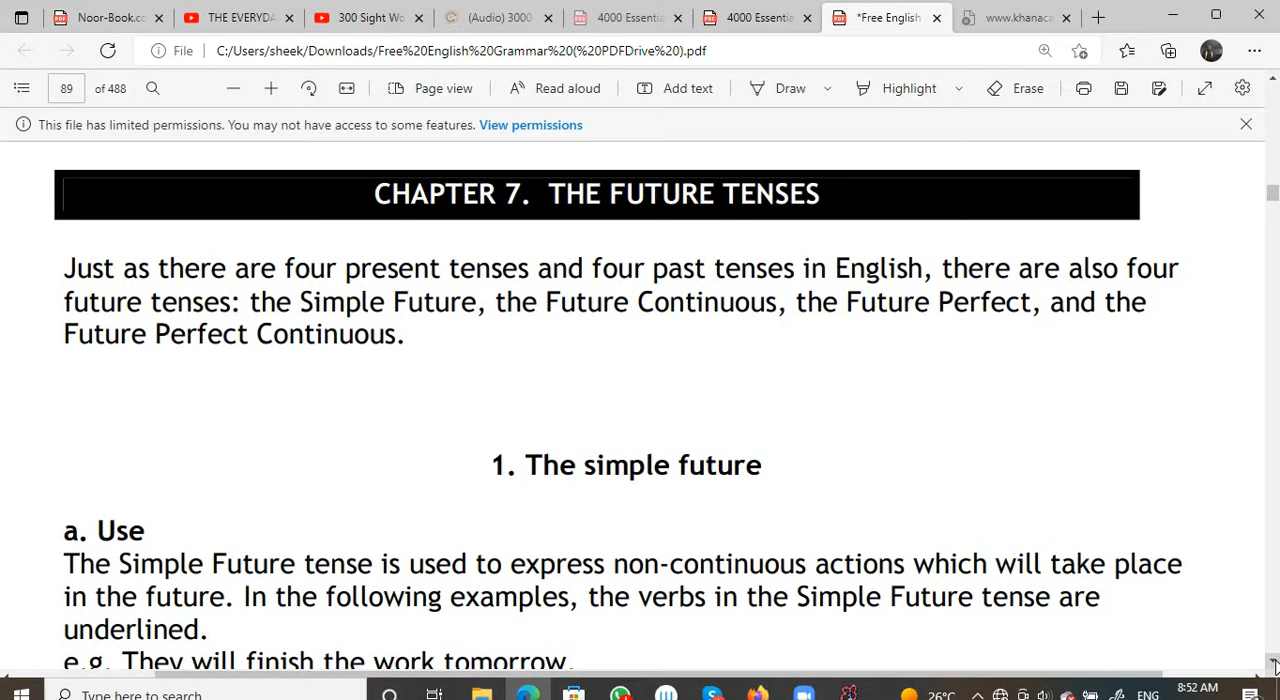 Noor-Book.cc
THE EVERYDA
300 Sight Wo
(Audio) 3000
4000 Essentia
4000 Essentia
*Free English
www.khanaca
File
C:/Users/sheek/Downloads/Free%20English%20Grammar%20(%20PDFDrive%20).pdf
89 of 488
Page view
Read aloud
Add text
Draw
Highlight
Erase
This file has limited permissions. You may not have access to some features. View permissions
CHAPTER 7. THE FUTURE TENSES
Just as there are four present tenses and four past tenses in English, there are also four
future tenses: the Simple Future, the Future Continuous, the Future Perfect, and the
Future Perfect Continuous.
1. The simple future
a. Use
The Simple Future tense is used to express non-continuous actions which will take place
in the future. In the following examples, the verbs in the Simple Future tense are
underlined.
e.g. They will finish the work tomorrow.
Type here to search
26°C
ENG
8:52 AM